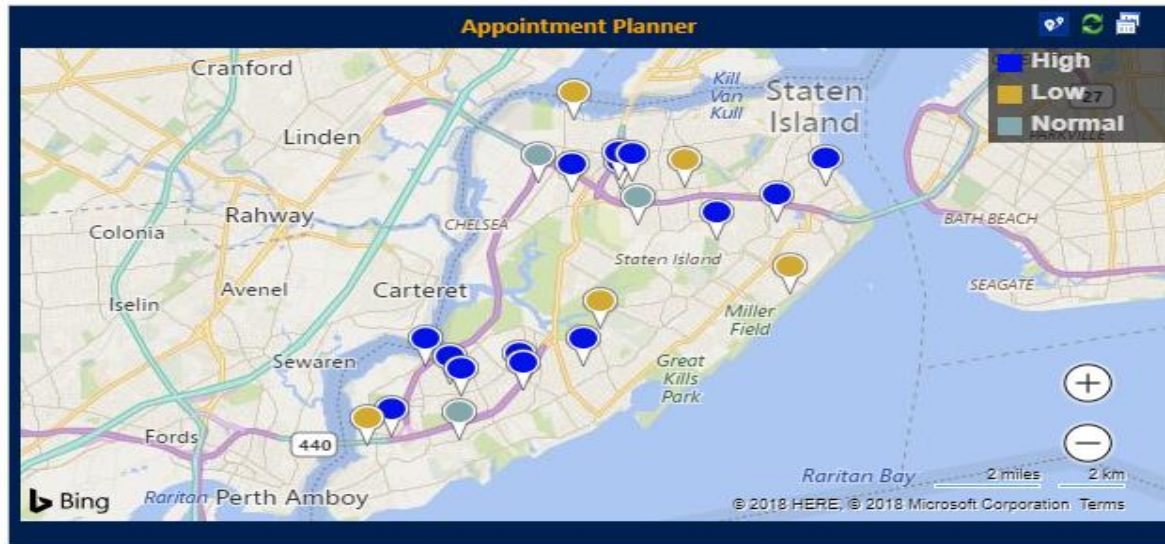 Appointment Planner
High
Low
Normal
27
PARKVILLE
Cranford
Kill
Van
Kull
Staten
Island
Linden
Rahway
CHELSEA
Colonia
BATH BEACH
Staten Island
Avenel
Carteret
SEAGATE
Iselin
Miller
Field
Sewaren
Great
Kills
Park
Fords
440
Raritan Bay
2 miles
2 km
Bing
Raritan
Perth Amboy
© 2018 HERE, © 2018 Microsoft Corporation Terms